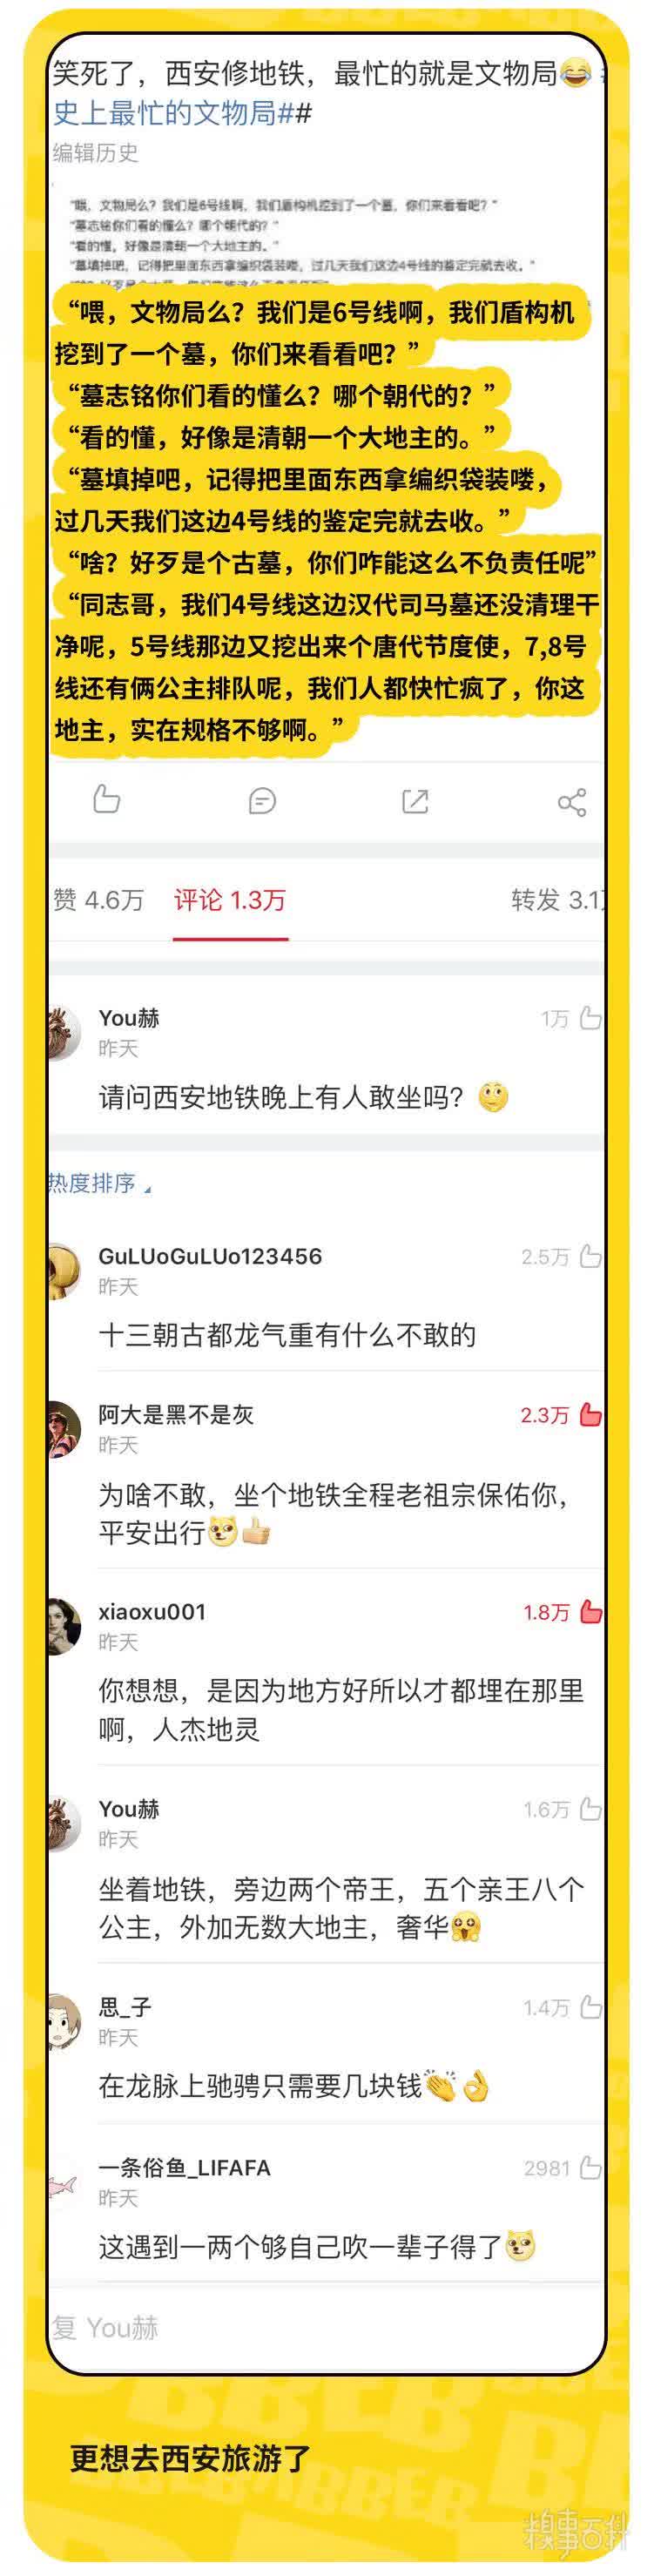 笑死了，西安修地铁，最忙的就是文物局😂 #
史上最忙的文物局##
编辑历史
“喂，文物局么？我们是6号线啊，我们盾构机挖到了一个墓，你们来看看吧？”
“墓志铭你们看的懂么？哪个朝代的？”
“看的懂，好像是清朝一个大地主的。”
“墓填掉吧，记得把里面东西拿编织袋装喽，过几天我们这边4号线的鉴定完就去收。”
“喂，文物局么？我们是6号线啊，我们盾构机
挖到了一个墓，你们来看看吧？”
“墓志铭你们看的懂么？哪个朝代的？”
“看的懂，好像是清朝一个大地主的。”
“墓填掉吧，记得把里面东西拿编织袋装喽，
过几天我们这边4号线的鉴定完就去收。”
“啥？好歹是个古墓，你们咋能这么不负责任呢”
“同志哥，我们4号线这边汉代司马墓还没清理干
净呢，5号线那边又挖出来个唐代节度使，7,8号
线还有俩公主排队呢，我们人都快忙疯了，你这
地主，实在规格不够啊。”
赞 4.6万 评论 1.3万 转发 3.1
You赫 1万
昨天
请问西安地铁晚上有人敢坐吗？
热度排序
GuLUoGuLUo123456 2.5万
昨天
十三朝古都龙气重有什么不敢的
阿大是黑不是灰 2.3万
昨天
为啥不敢，坐个地铁全程老祖宗保佑你，
平安出行
xiaoxu001 1.8万
昨天
你想想，是因为地方好所以才都埋在那里
啊，人杰地灵
You赫 1.6万
昨天
坐着地铁，旁边两个帝王，五个亲王八个
公主，外加无数大地主，奢华
思_子 1.4万
昨天
在龙脉上驰骋只需要几块钱👏👌
一条俗鱼_LIFAFA 2981
昨天
这遇到一两个够自己吹一辈子得了
复 You赫
更想去西安旅游了
糗事百科